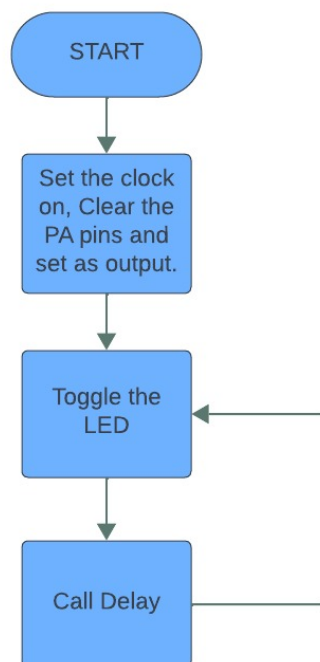 START
Set the clock
on, Clear the
PA pins and
set as output.
Toggle the
LED
Call Delay